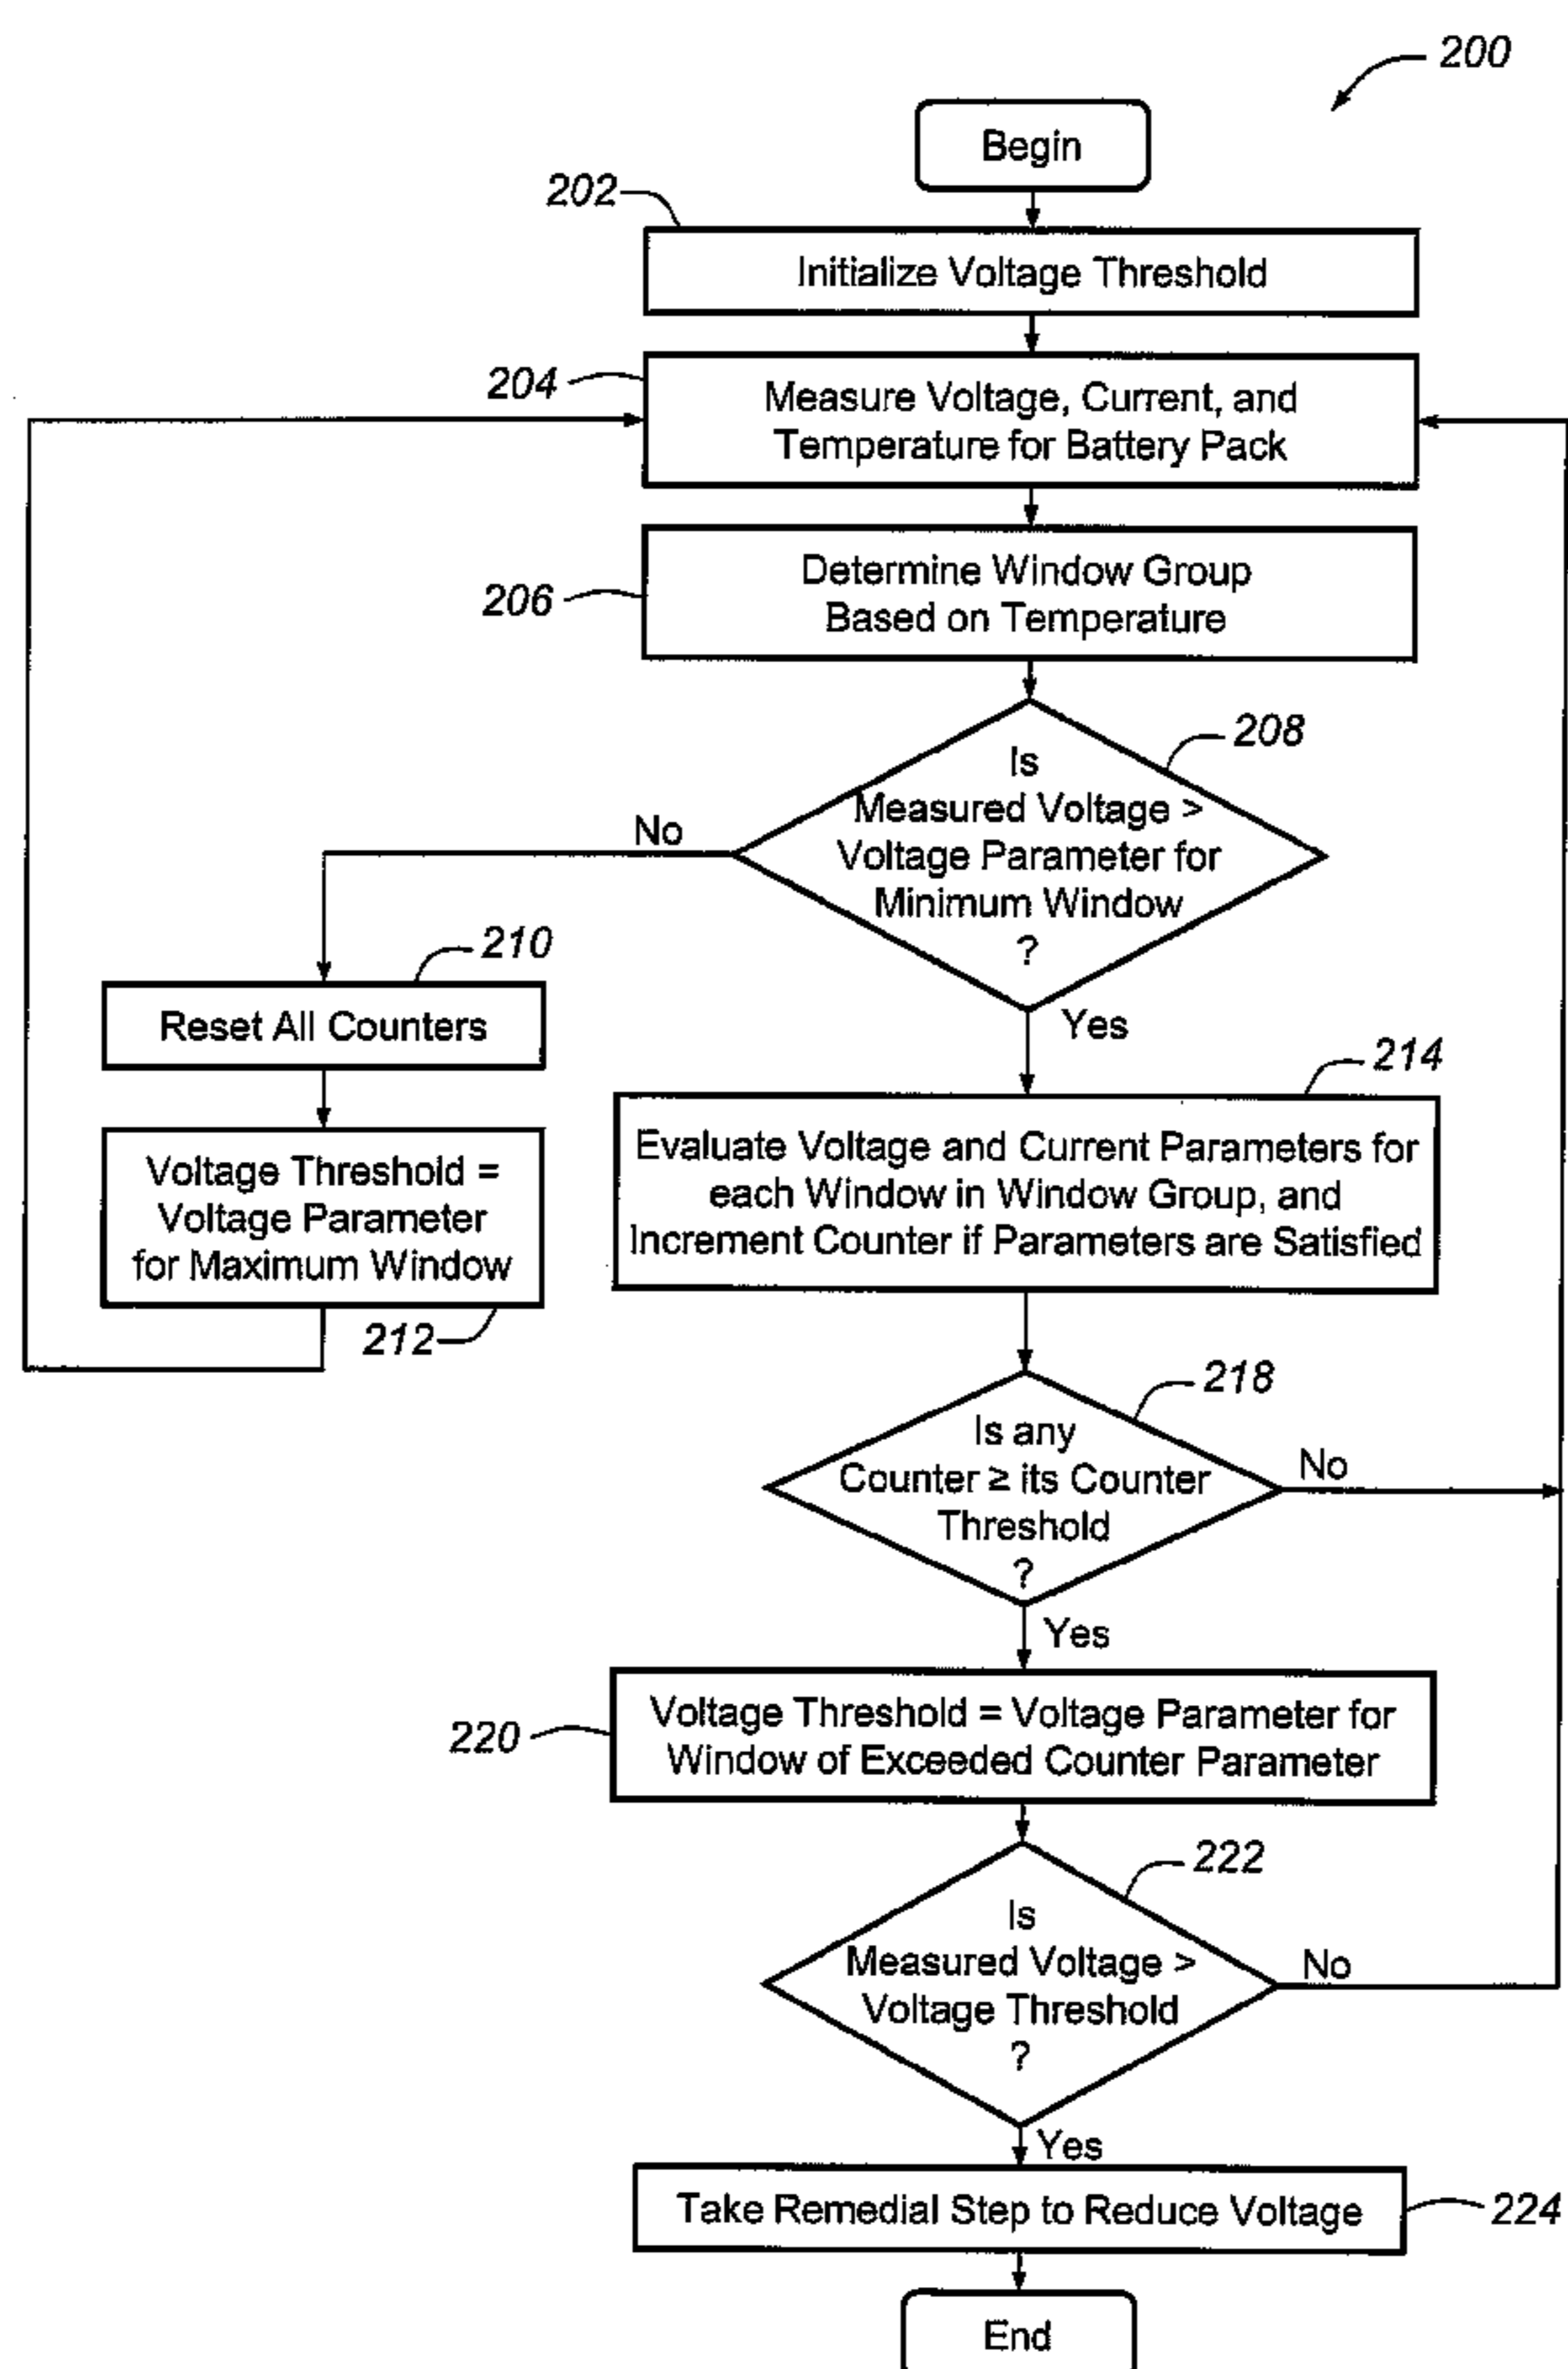 200
Begin
202
Initialize Voltage Threshold
204
Measure Voltage, Current, and
Temperature for Battery Pack
206
Determine Window Group
Based on Temperature
208
Is
Measured Voltage >
Voltage Parameter for
Minimum Window
?
No
Yes
210
Reset All Counters
Voltage Threshold =
Voltage Parameter
for Maximum Window
212
214
Evaluate Voltage and Current Parameters for
each Window in Window Group, and
Increment Counter if Parameters are Satisfied
218
Is any
Counter ≥ its Counter
Threshold
?
No
Yes
220
Voltage Threshold = Voltage Parameter for
Window of Exceeded Counter Parameter
222
Is
Measured Voltage >
Voltage Threshold
?
No
Yes
Take Remedial Step to Reduce Voltage
224
End